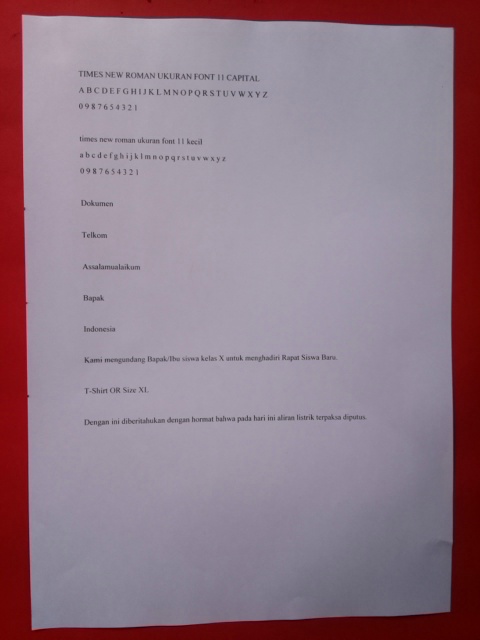 TIMES NEW ROMAN UKURAN FONT 11 CAPITAL
A B C D E F G H I J K L M N O P Q R S T U V W X Y Z
0 9 8 7 6 5 4 3 2 1
times new roman ukuran font 11 kecil
a b c d e f g h i j k l m n o p q r s t u v w x y z
0 9 8 7 6 5 4 3 2 1
Dokumen
Telkom
Assalamualaikum
Bapak
Indonesia
Kami mengundang Bapak/Ibu siswa kelas X untuk menghadiri Rapat Siswa Baru.
T-Shirt OR Size XL
Dengan ini diberitahukan dengan hormat bahwa pada hari ini aliran listrik terpaksa diputus.